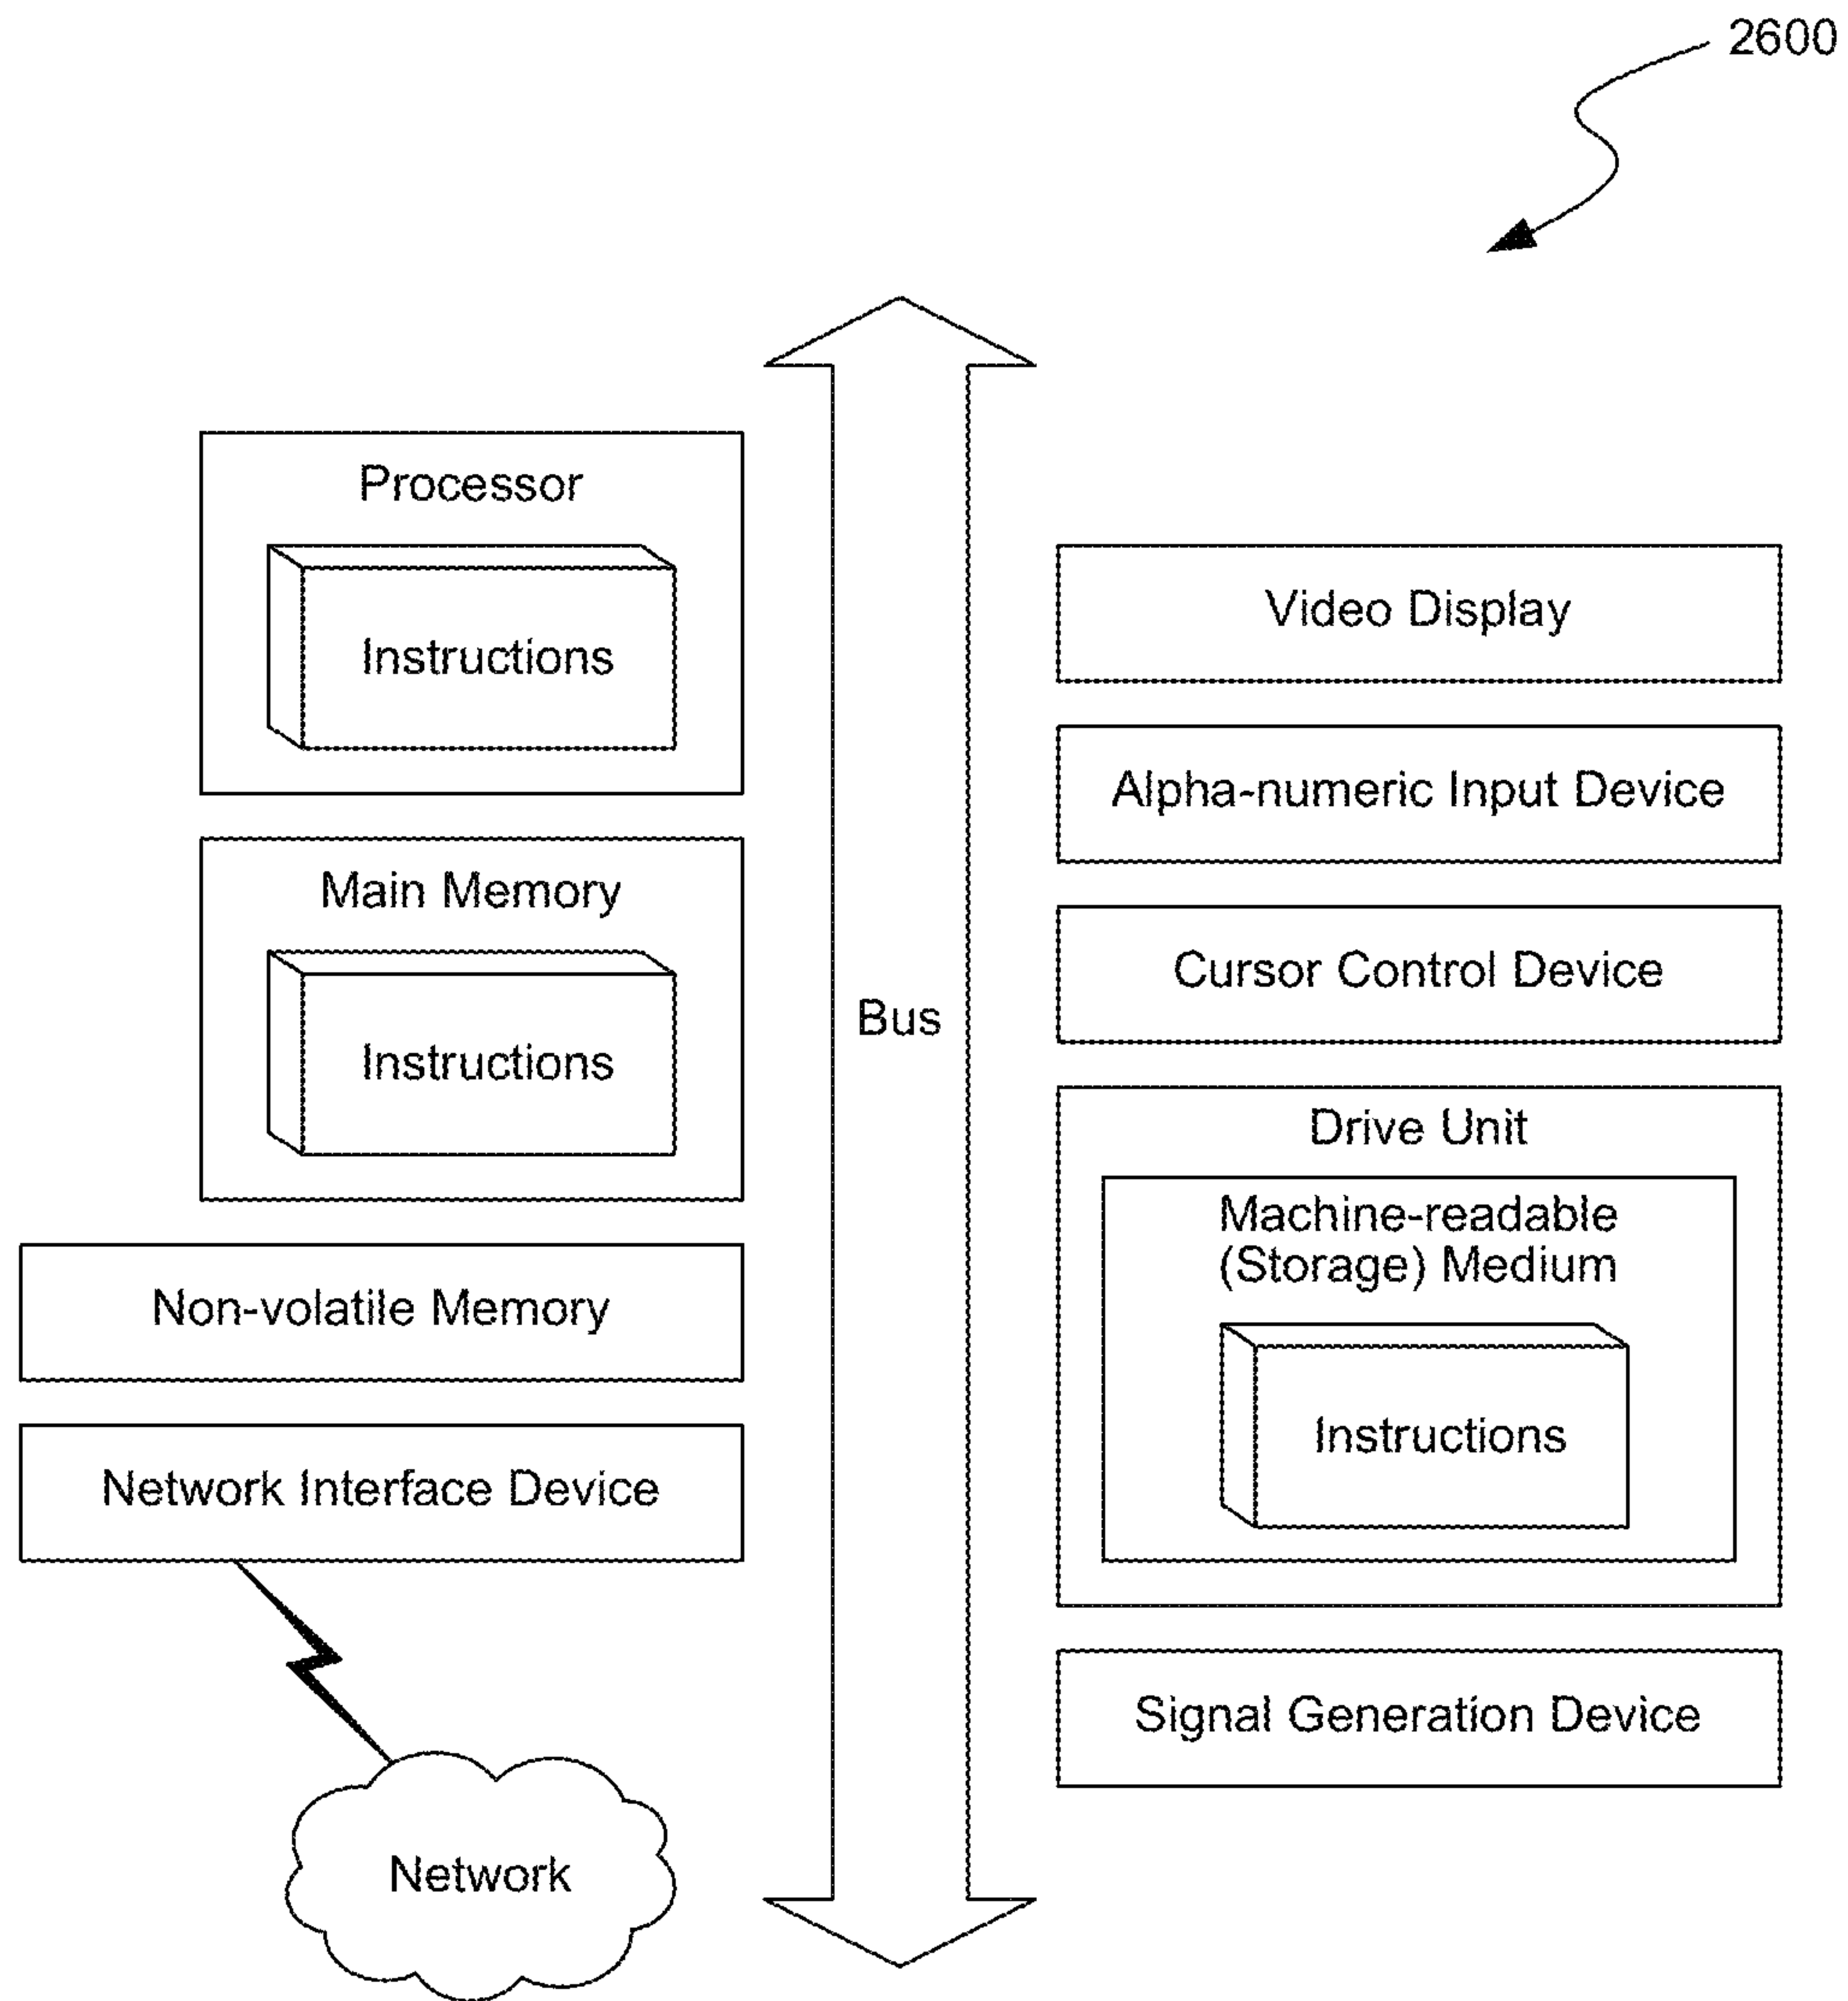 2600
Processor
Instructions
Main Memory
Instructions
Non-volatile Memory
Network Interface Device
Network
Bus
Video Display
Alpha-numeric Input Device
Cursor Control Device
Drive Unit
Machine-readable
(Storage) Medium
Instructions
Signal Generation Device